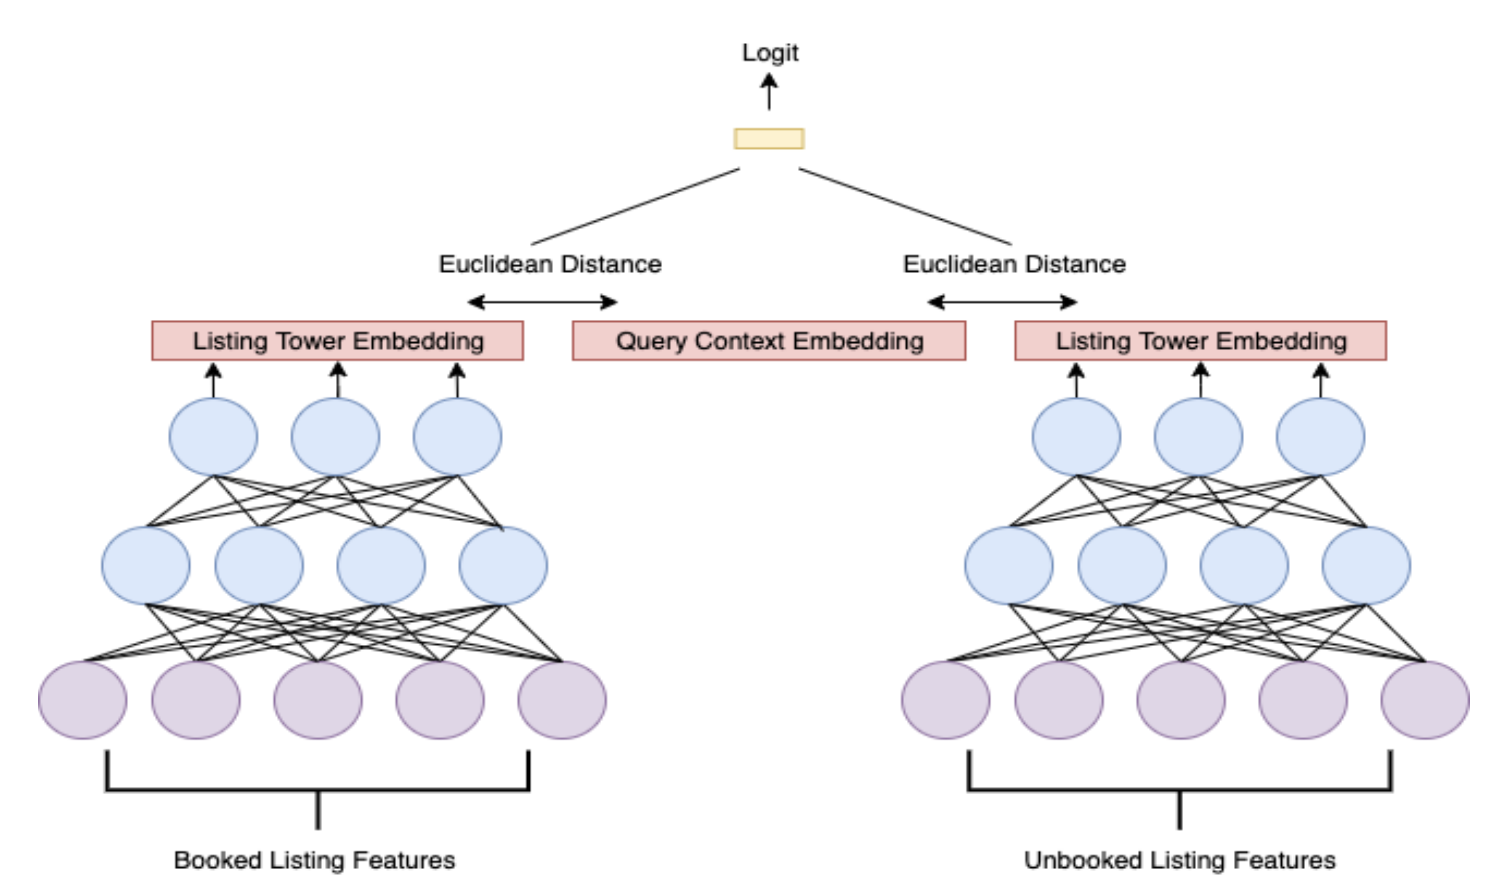 Logit
Euclidean Distance
Euclidean Distance
Listing Tower Embedding
Query Context Embedding
Listing Tower Embedding
Booked Listing Features
Unbooked Listing Features